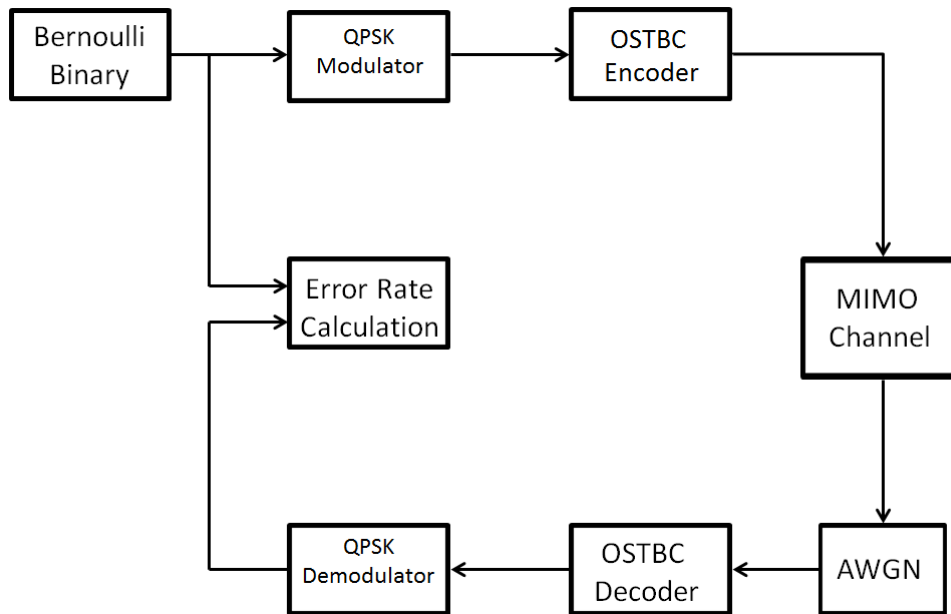 Bernoulli
Binary
QPSK
Modulator
OSTBC
Encoder
Error Rate
Calculation
MIMO
Channel
QPSK
Demodulator
OSTBC
Decoder
AWGN